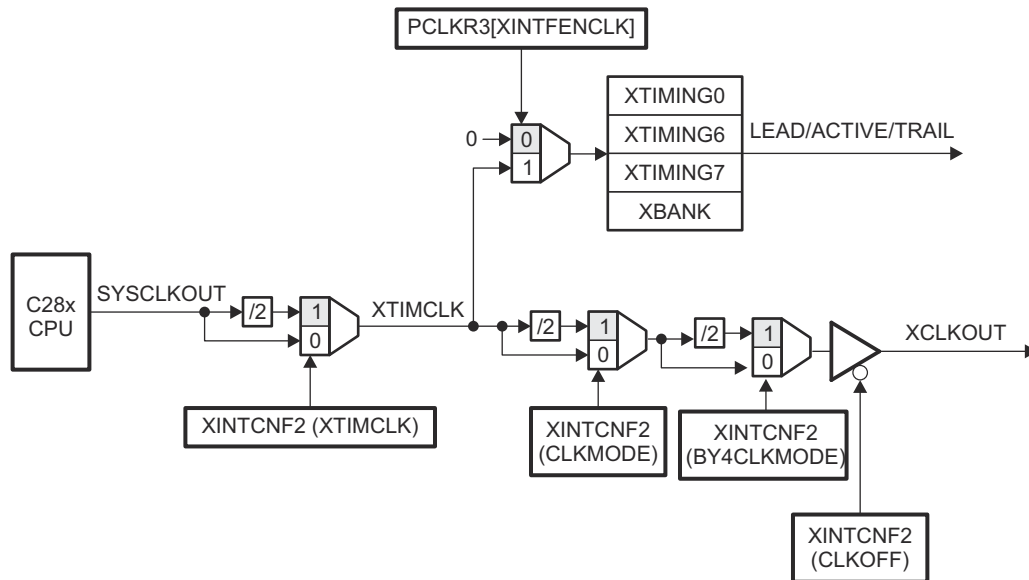 PCLKR3[XINTFENCLK]
0
0
1
XTIMING0
XTIMING6
XTIMING7
XBANK
LEAD/ACTIVE/TRAIL
C28x
CPU
SYSCLKOUT
/2
1
0
XTIMCLK
/2
1
0
/2
1
0
XCLKOUT
XINTCNF2 (XTIMCLK)
XINTCNF2
(CLKMODE)
XINTCNF2
(BY4CLKMODE)
XINTCNF2
(CLKOFF)